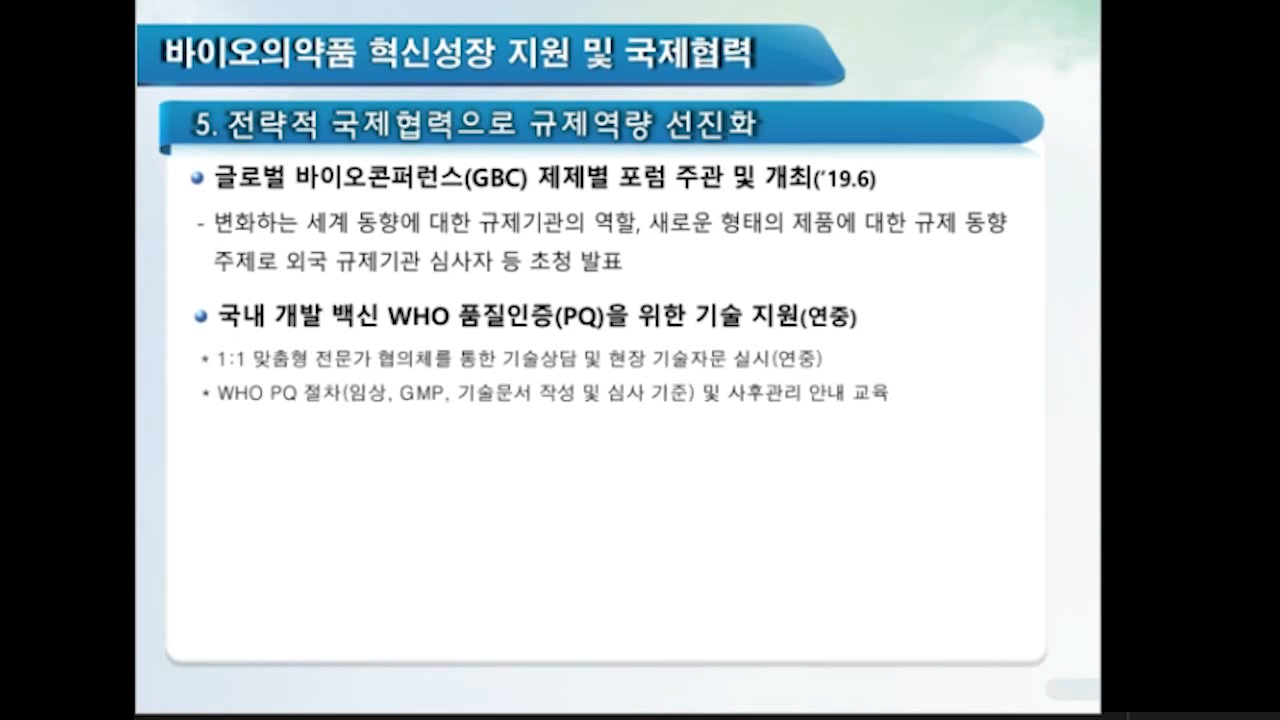 바이오의약품 혁신성장 지원 및 국제협력
5. 전략적 국제협력으로 규제역량 선진화
글로벌 바이오콘퍼런스(GBC) 제제별 포럼 주관 및 개최('19.6)
- 변화하는 세계 동향에 대한 규제기관의 역할, 새로운 형태의 제품에 대한 규제 동향
주제로 외국 규제기관 심사자 등 초청 발표
국내 개발 백신 WHO 품질인증(PQ)을 위한 기술 지원(연중)
* 1:1 맞춤형 전문가 협의체를 통한 기술상담 및 현장 기술자문 실시(연중)
* WHO PQ 절차(임상, GMP, 기술문서 작성 및 심사 기준) 및 사후관리 안내 교육